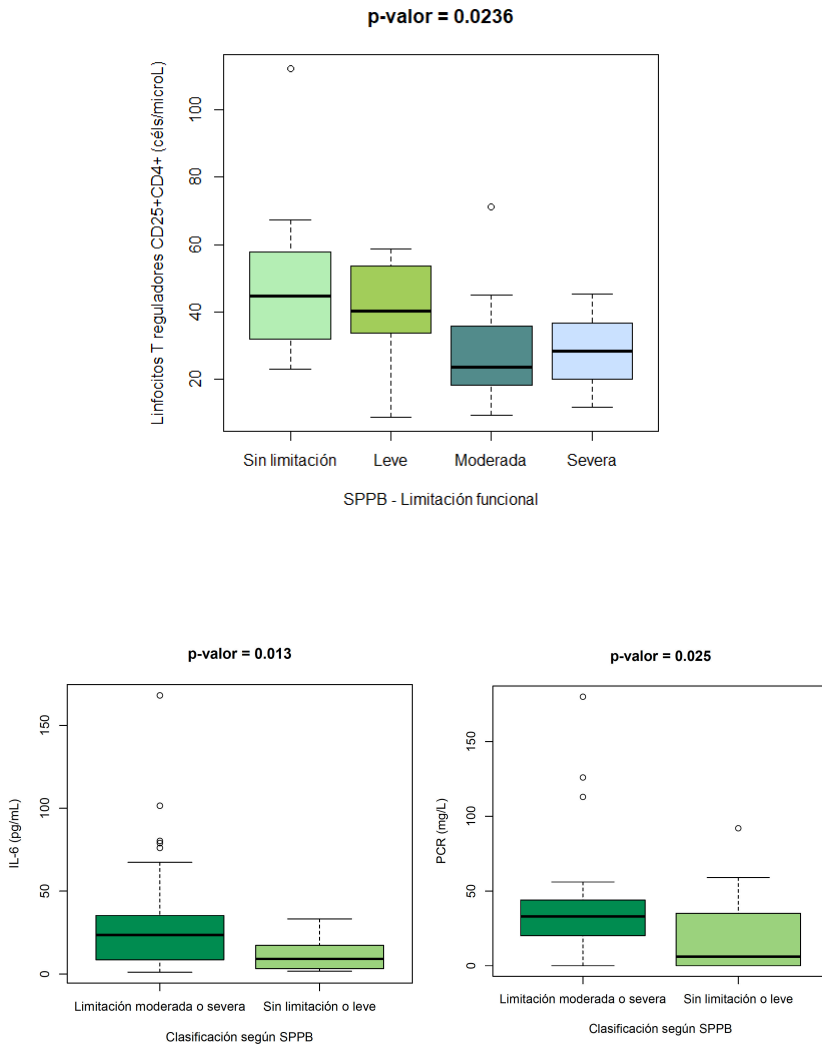 p-valor = 0.0236
Linfocitos T reguladores CD25+CD4+ (céls/microL)
100
80
60
40
20
Sin limitación Leve Moderada Severa
SPPB - Limitación funcional
p-valor = 0.013
IL-6 (pg/mL)
150
100
50
0
Limitación moderada o severa Sin limitación o leve
Clasificación según SPPB
p-valor = 0.025
PCR (mg/L)
150
100
50
0
Limitación moderada o severa Sin limitación o leve
Clasificación según SPPB